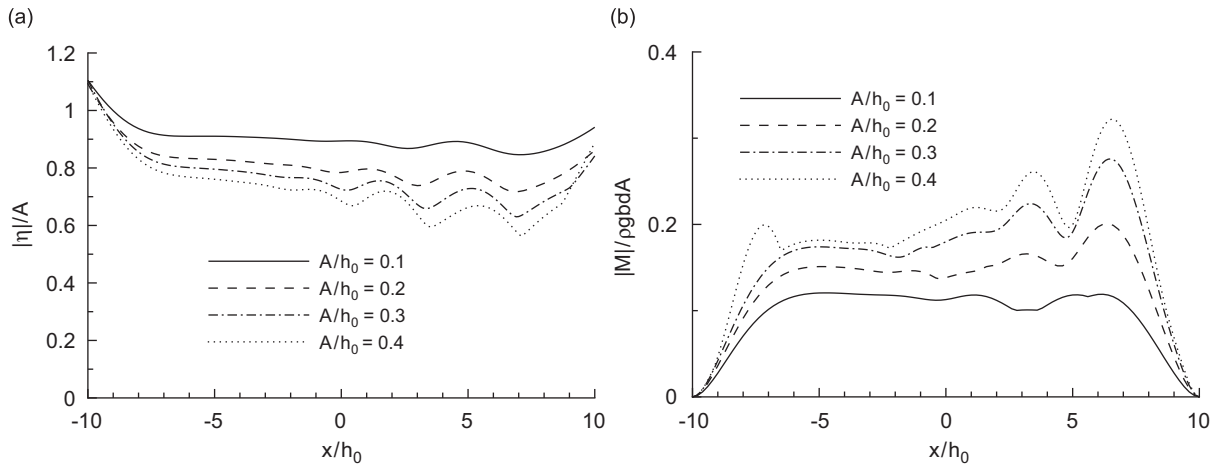 (a)
1.2
1
0.8
0.6
0.4
0.2
0
|η|/A
A/h₀ = 0.1
A/h₀ = 0.2
A/h₀ = 0.3
A/h₀ = 0.4
-10 -5 0 5 10
x/h₀
(b)
0.4
0.2
0
|M|/ρgbdA
A/h₀ = 0.1
A/h₀ = 0.2
A/h₀ = 0.3
A/h₀ = 0.4
-10 -5 0 5 10
x/h₀